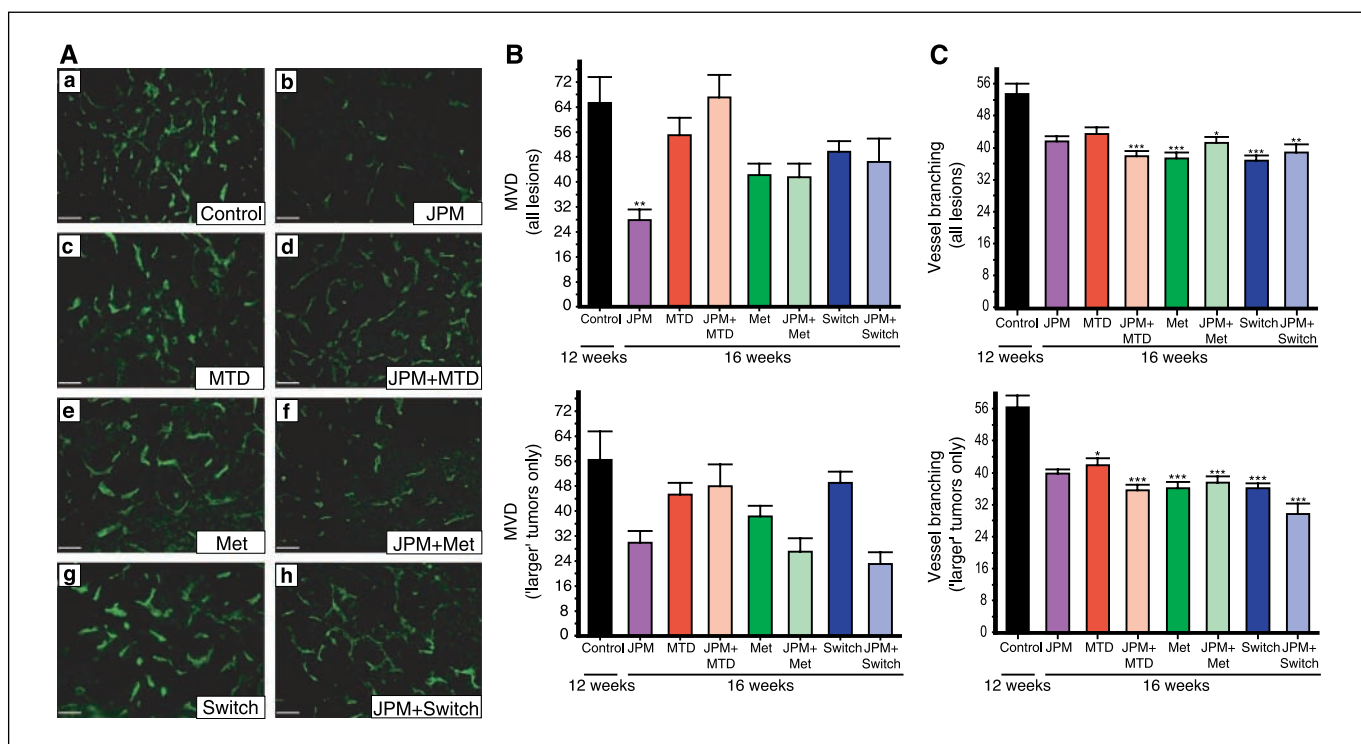 A
a
Control
b
JPM
c
MTD
d
JPM+MTD
e
Met
f
JPM+Met
g
Switch
h
JPM+Switch
B
MVD
(all lesions)
72
64
56
48
40
32
24
16
8
0
**
Control
JPM
MTD
JPM+
MTD
Met
JPM+
Met
Switch
JPM+
Switch
12 weeks
16 weeks
MVD
('larger' tumors only)
72
64
56
48
40
32
24
16
8
0
Control
JPM
MTD
JPM+
MTD
Met
JPM+
Met
Switch
JPM+
Switch
12 weeks
16 weeks
C
Vessel branching
(all lesions)
56
48
40
32
24
16
8
0
***
***
*
***
**
Control
JPM
MTD
JPM+
MTD
Met
JPM+
Met
Switch
JPM+
Switch
12 weeks
16 weeks
Vessel branching
('larger' tumors only)
56
48
40
32
24
16
8
0
*
***
***
***
***
***
Control
JPM
MTD
JPM+
MTD
Met
JPM+
Met
Switch
JPM+
Switch
12 weeks
16 weeks